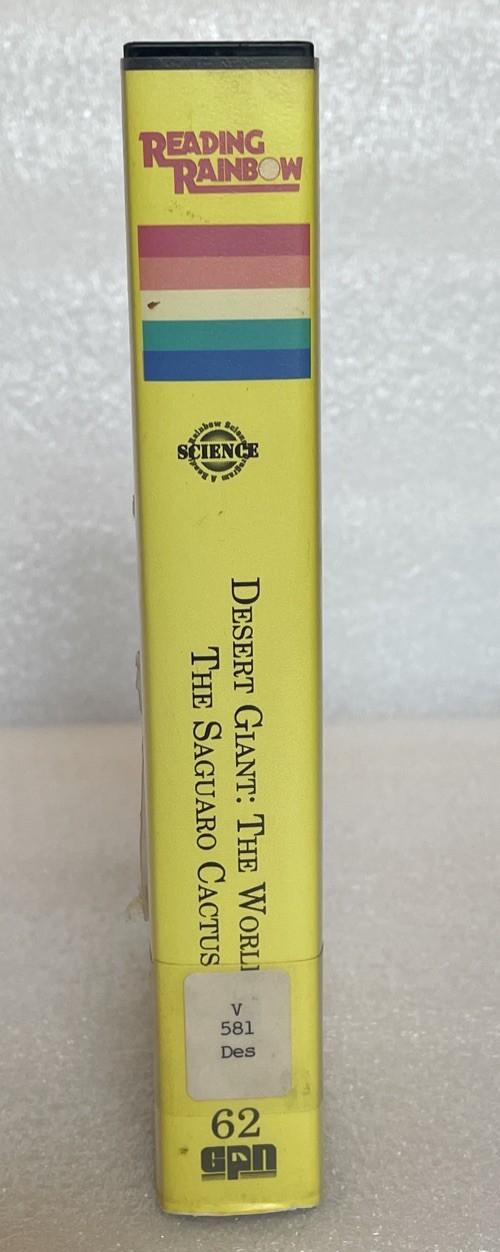 READING
RAINBOW
SCIENCE
DESERT GIANT: THE WORL
THE SAGUARO CACTUS
V
581
Des
62
GPN